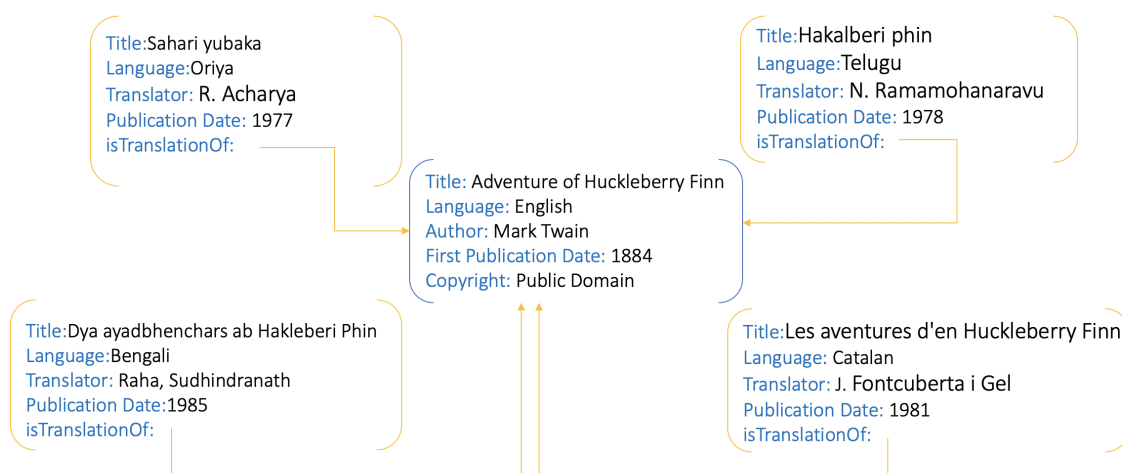 Title:Sahari yubaka
Language:Oriya
Translator: R. Acharya
Publication Date: 1977
isTranslationOf:
Title:Hakalberi phin
Language:Telugu
Translator: N. Ramamohanaravu
Publication Date: 1978
isTranslationOf:
Title: Adventure of Huckleberry Finn
Language: English
Author: Mark Twain
First Publication Date: 1884
Copyright: Public Domain
Title:Dya ayadbhenchars ab Hakleberi Phin
Language:Bengali
Translator: Raha, Sudhindranath
Publication Date:1985
isTranslationOf:
Title:Les aventures d'en Huckleberry Finn
Language: Catalan
Translator: J. Fontcuberta i Gel
Publication Date: 1981
isTranslationOf: